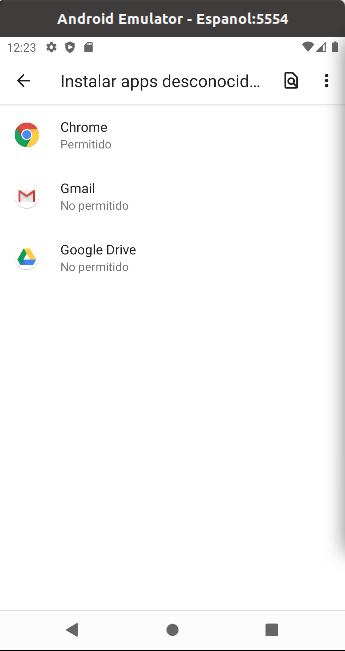 Android Emulator - Espanol:5554
12:23
Instalar apps desconocid...
Chrome
Permitido
Gmail
No permitido
Google Drive
No permitido